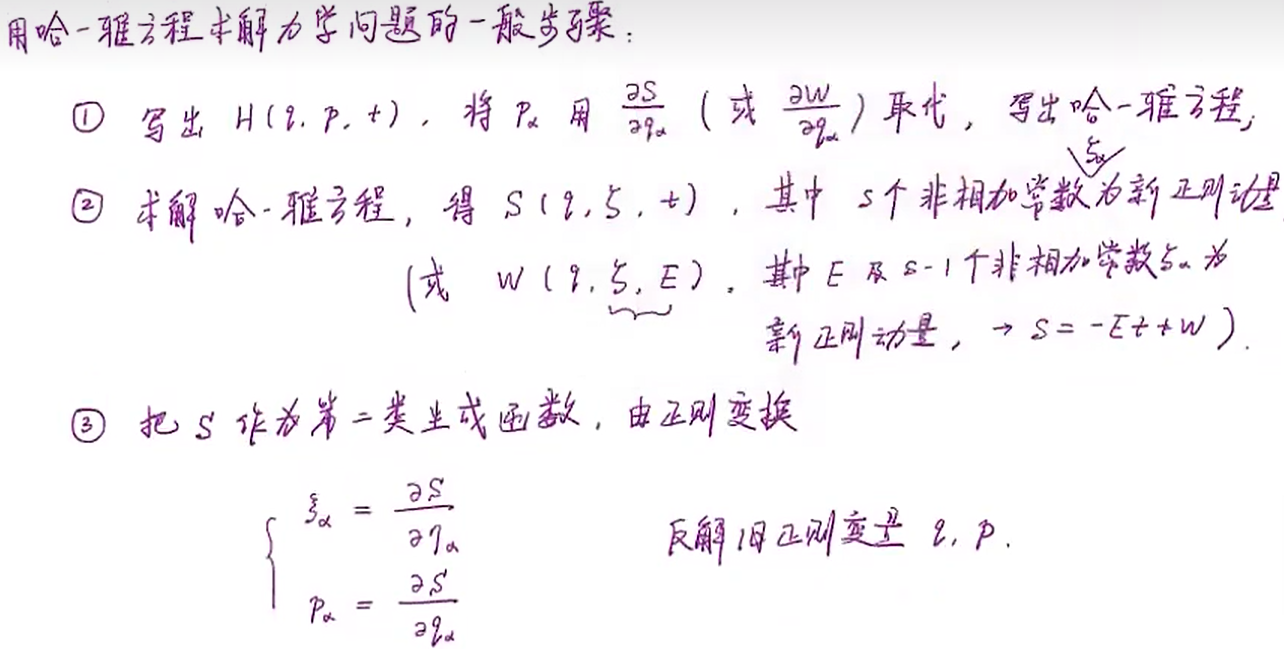 用哈-雅方程求解力学问题的一般步骤:
① 写出 H(q, p, t), 将 pα 用 ∂S/∂qα (或 ∂W/∂qα) 取代, 写出哈-雅方程;
ζα
② 求解哈-雅方程, 得 S(q, ζ, t), 其中 s个非相加常数为新正则动量
(或 W(q, ζ, E), 其中 E 及 s-1个非相加常数ζα为
新正则动量, → S = -Et + W).
③ 把 S 作为第二类生成函数, 由正则变换
{ ξα = ∂S/∂ηα
反解旧正则变量 q, p.
pα = ∂S/∂qα